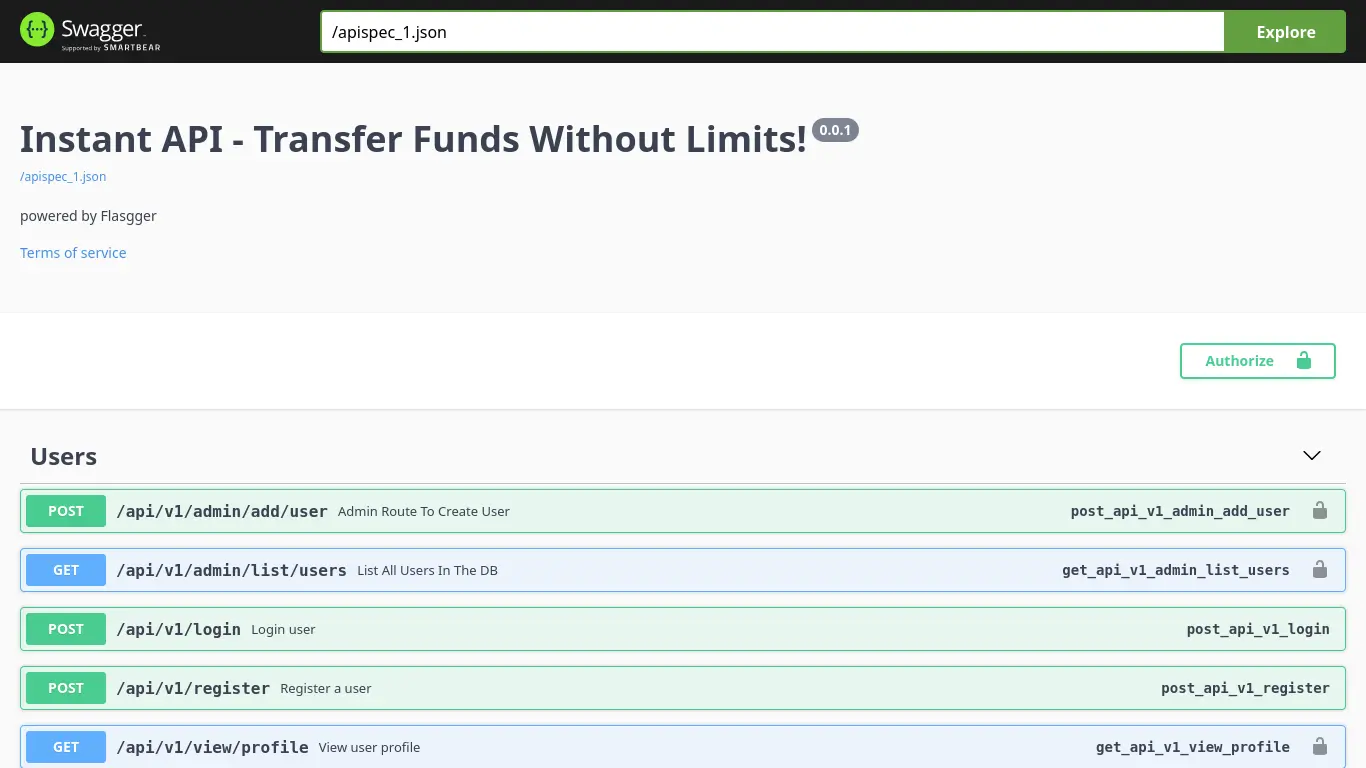 Swagger
Supported by SMARTBEAR
/apispec_1.json
Explore
Instant API - Transfer Funds Without Limits! 0.0.1
/apispec_1.json
powered by Flasgger
Terms of service
Authorize
Users
POST /api/v1/admin/add/user Admin Route To Create User post_api_v1_admin_add_user
GET /api/v1/admin/list/users List All Users In The DB get_api_v1_admin_list_users
POST /api/v1/login Login user post_api_v1_login
POST /api/v1/register Register a user post_api_v1_register
GET /api/v1/view/profile View user profile get_api_v1_view_profile